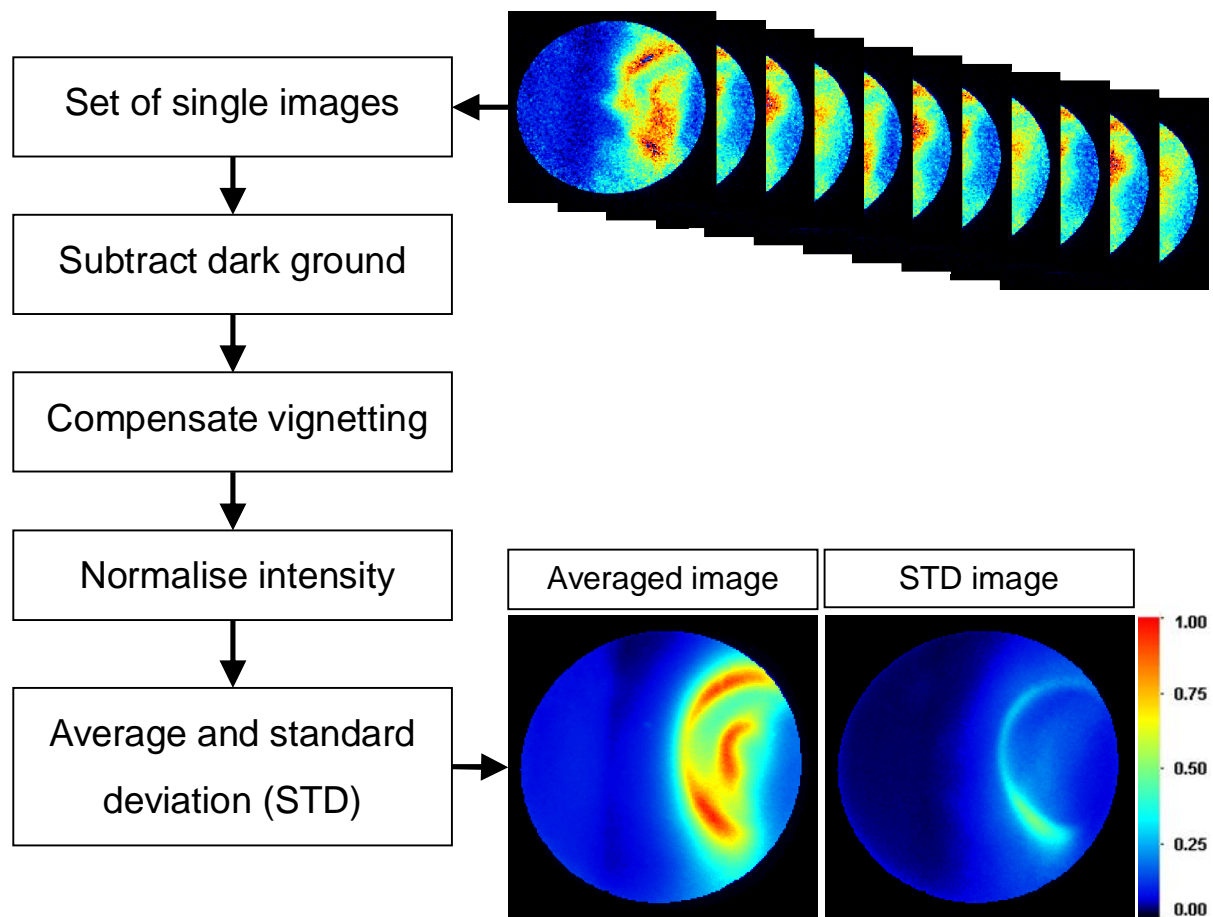 Set of single images
Subtract dark ground
Compensate vignetting
Normalise intensity
Average and standard
deviation (STD)
Averaged image
STD image
1.00
0.75
0.50
0.25
0.00